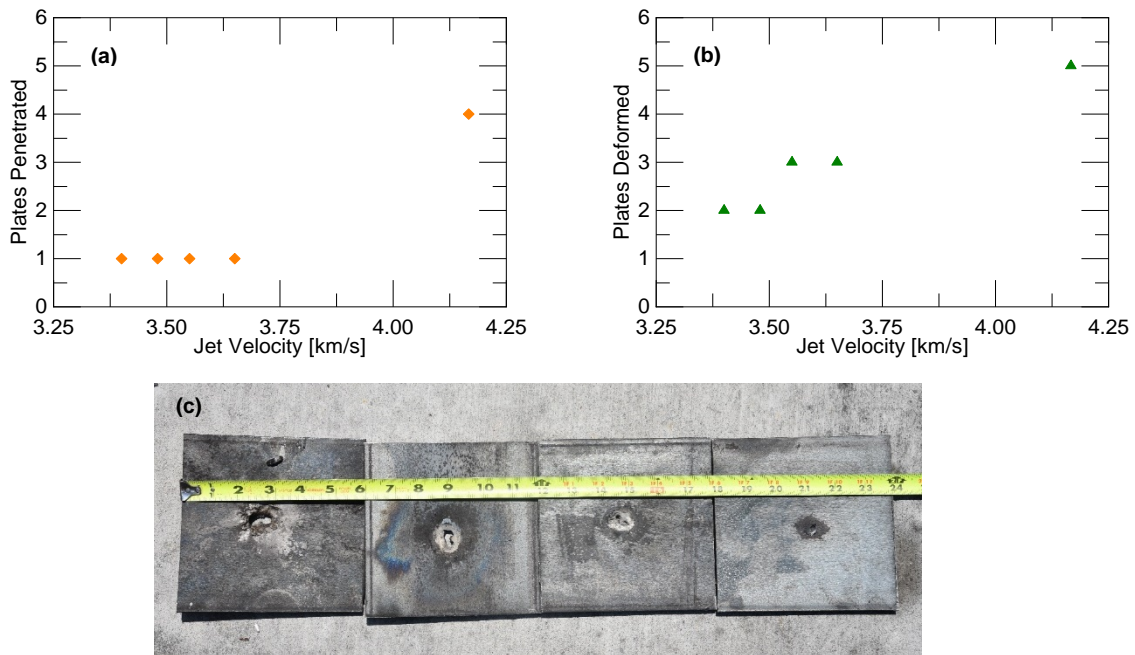 (a)
Plates Penetrated
6
5
4
3
2
1
0
3.25 3.50 3.75 4.00 4.25
Jet Velocity [km/s]
(b)
Plates Deformed
6
5
4
3
2
1
0
3.25 3.50 3.75 4.00 4.25
Jet Velocity [km/s]
(c)
2 3 4 5 6 7 8 9 10 11 12 13 14 15 16 17 18 19 20 21 22 23 24